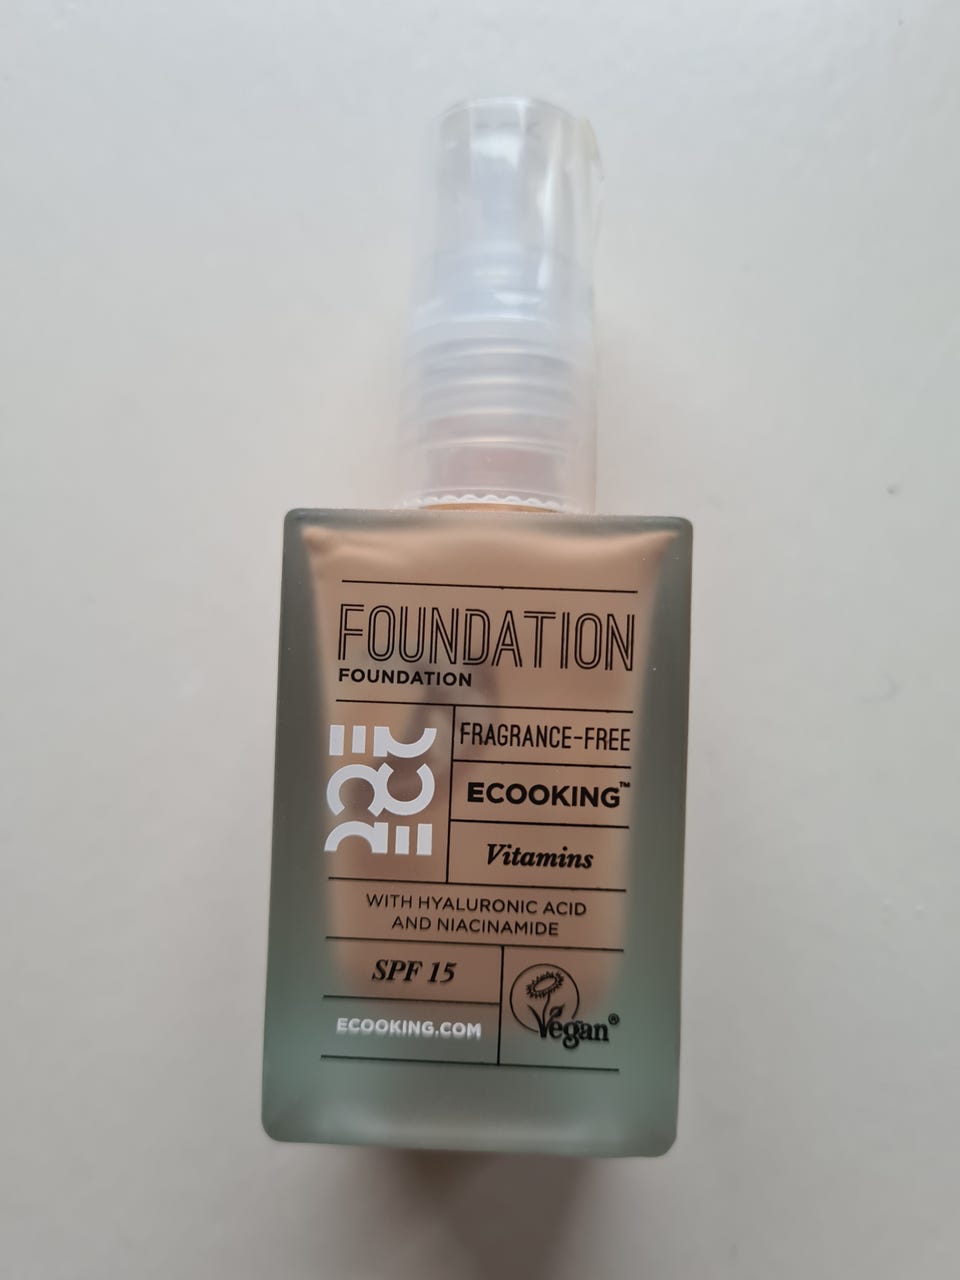 FOUNDATION
FOUNDATION
FRAGRANCE-FREE
ECOOKING™
Vitamins
WITH HYALURONIC ACID
AND NIACINAMIDE
SPF 15
ECOOKING.COM
Vegan®